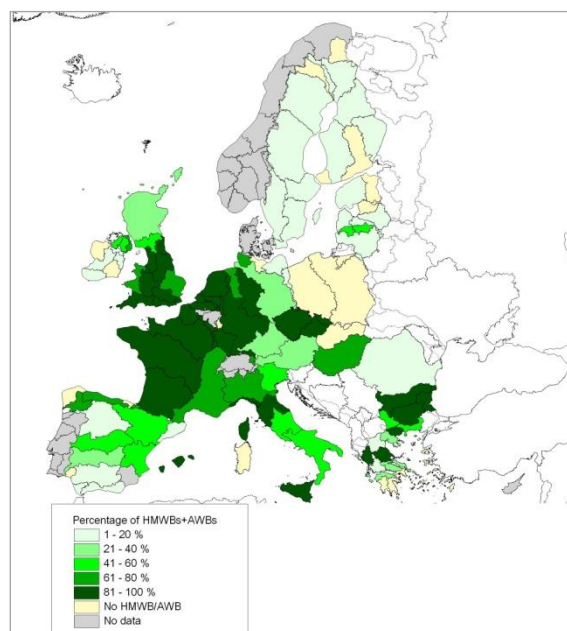 Percentage of HMWBs+AWBs
1 - 20 %
21 - 40 %
41 - 60 %
61 - 80 %
81 - 100 %
No HMWB/AWB
No data